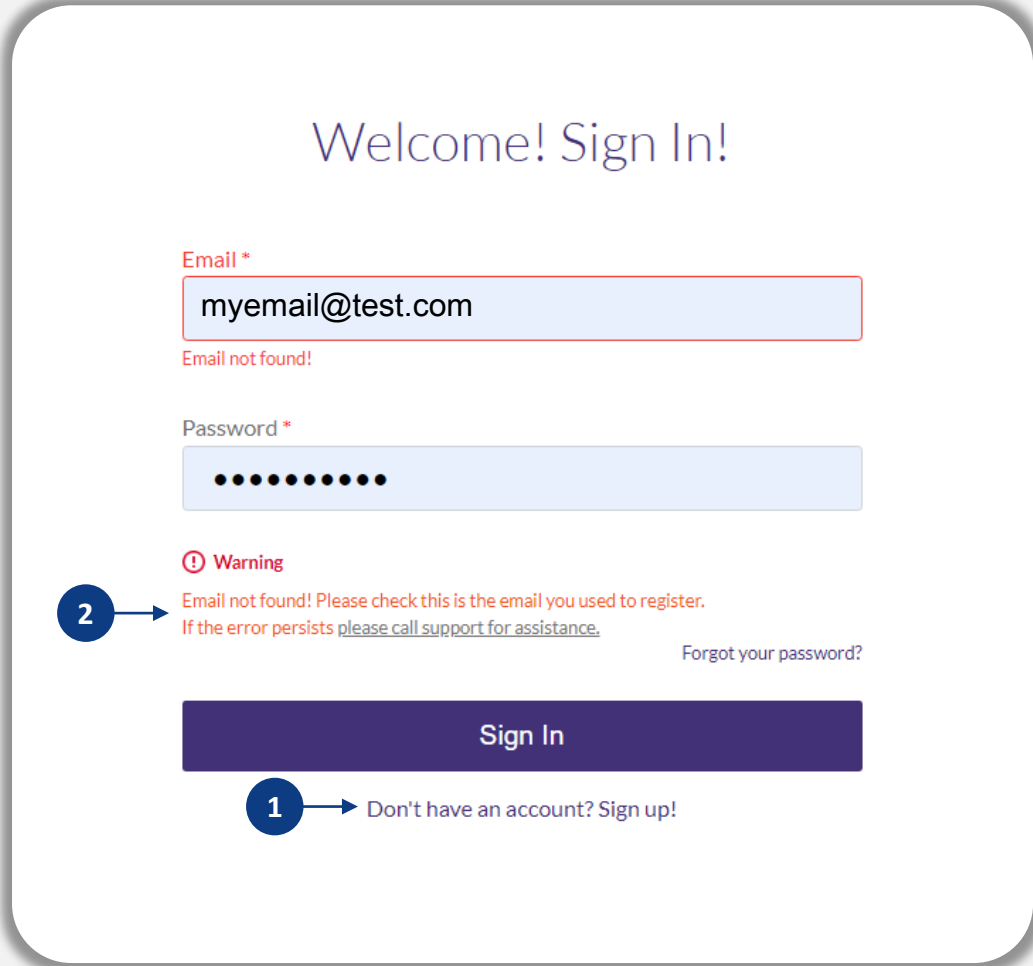 Welcome! Sign In!
Email *
myemail@test.com
Email not found!
Password *
••••••••••
Warning
2
Email not found! Please check this is the email you used to register.
If the error persists please call support for assistance.
Forgot your password?
Sign In
1
Don't have an account? Sign up!